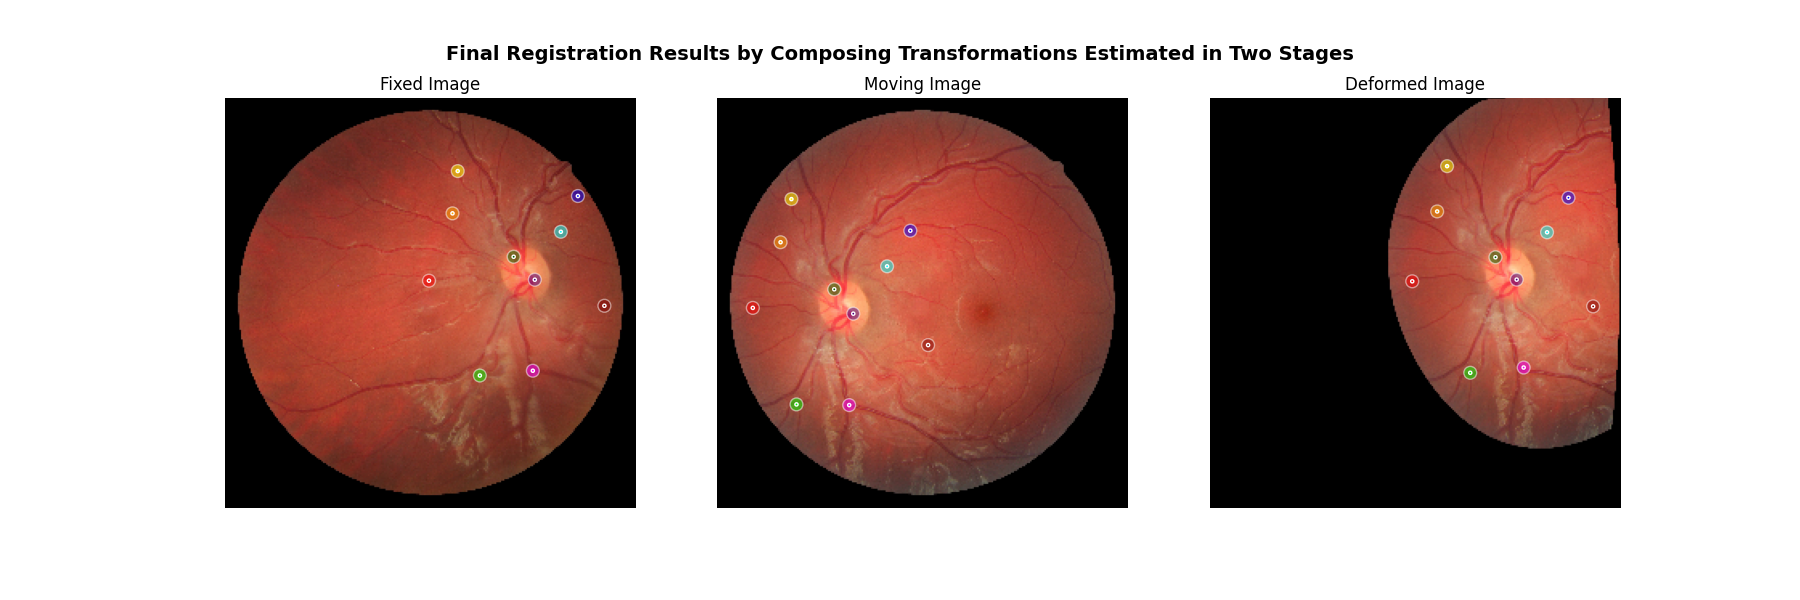 Final Registration Results by Composing Transformations Estimated in Two Stages
Fixed Image
Moving Image
Deformed Image